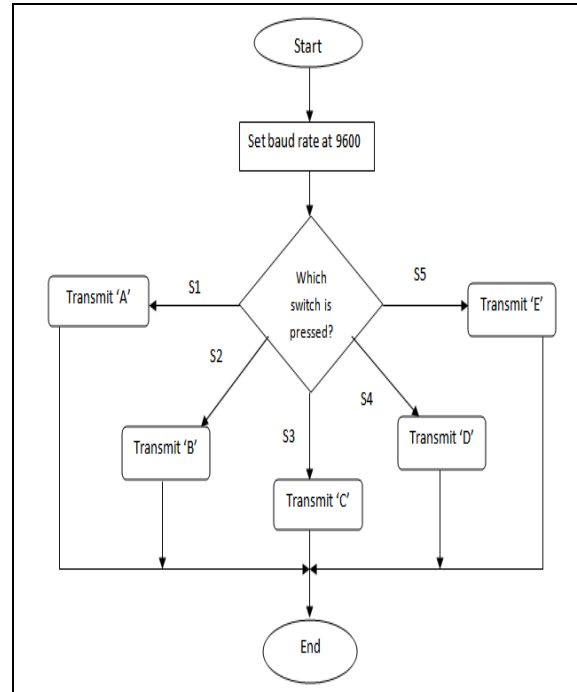 Start
Set baud rate at 9600
Which
switch is
pressed?
S1
S5
Transmit ‘A’
Transmit ‘E’
S2
S4
S3
Transmit ‘B’
Transmit ‘D’
Transmit ‘C’
End